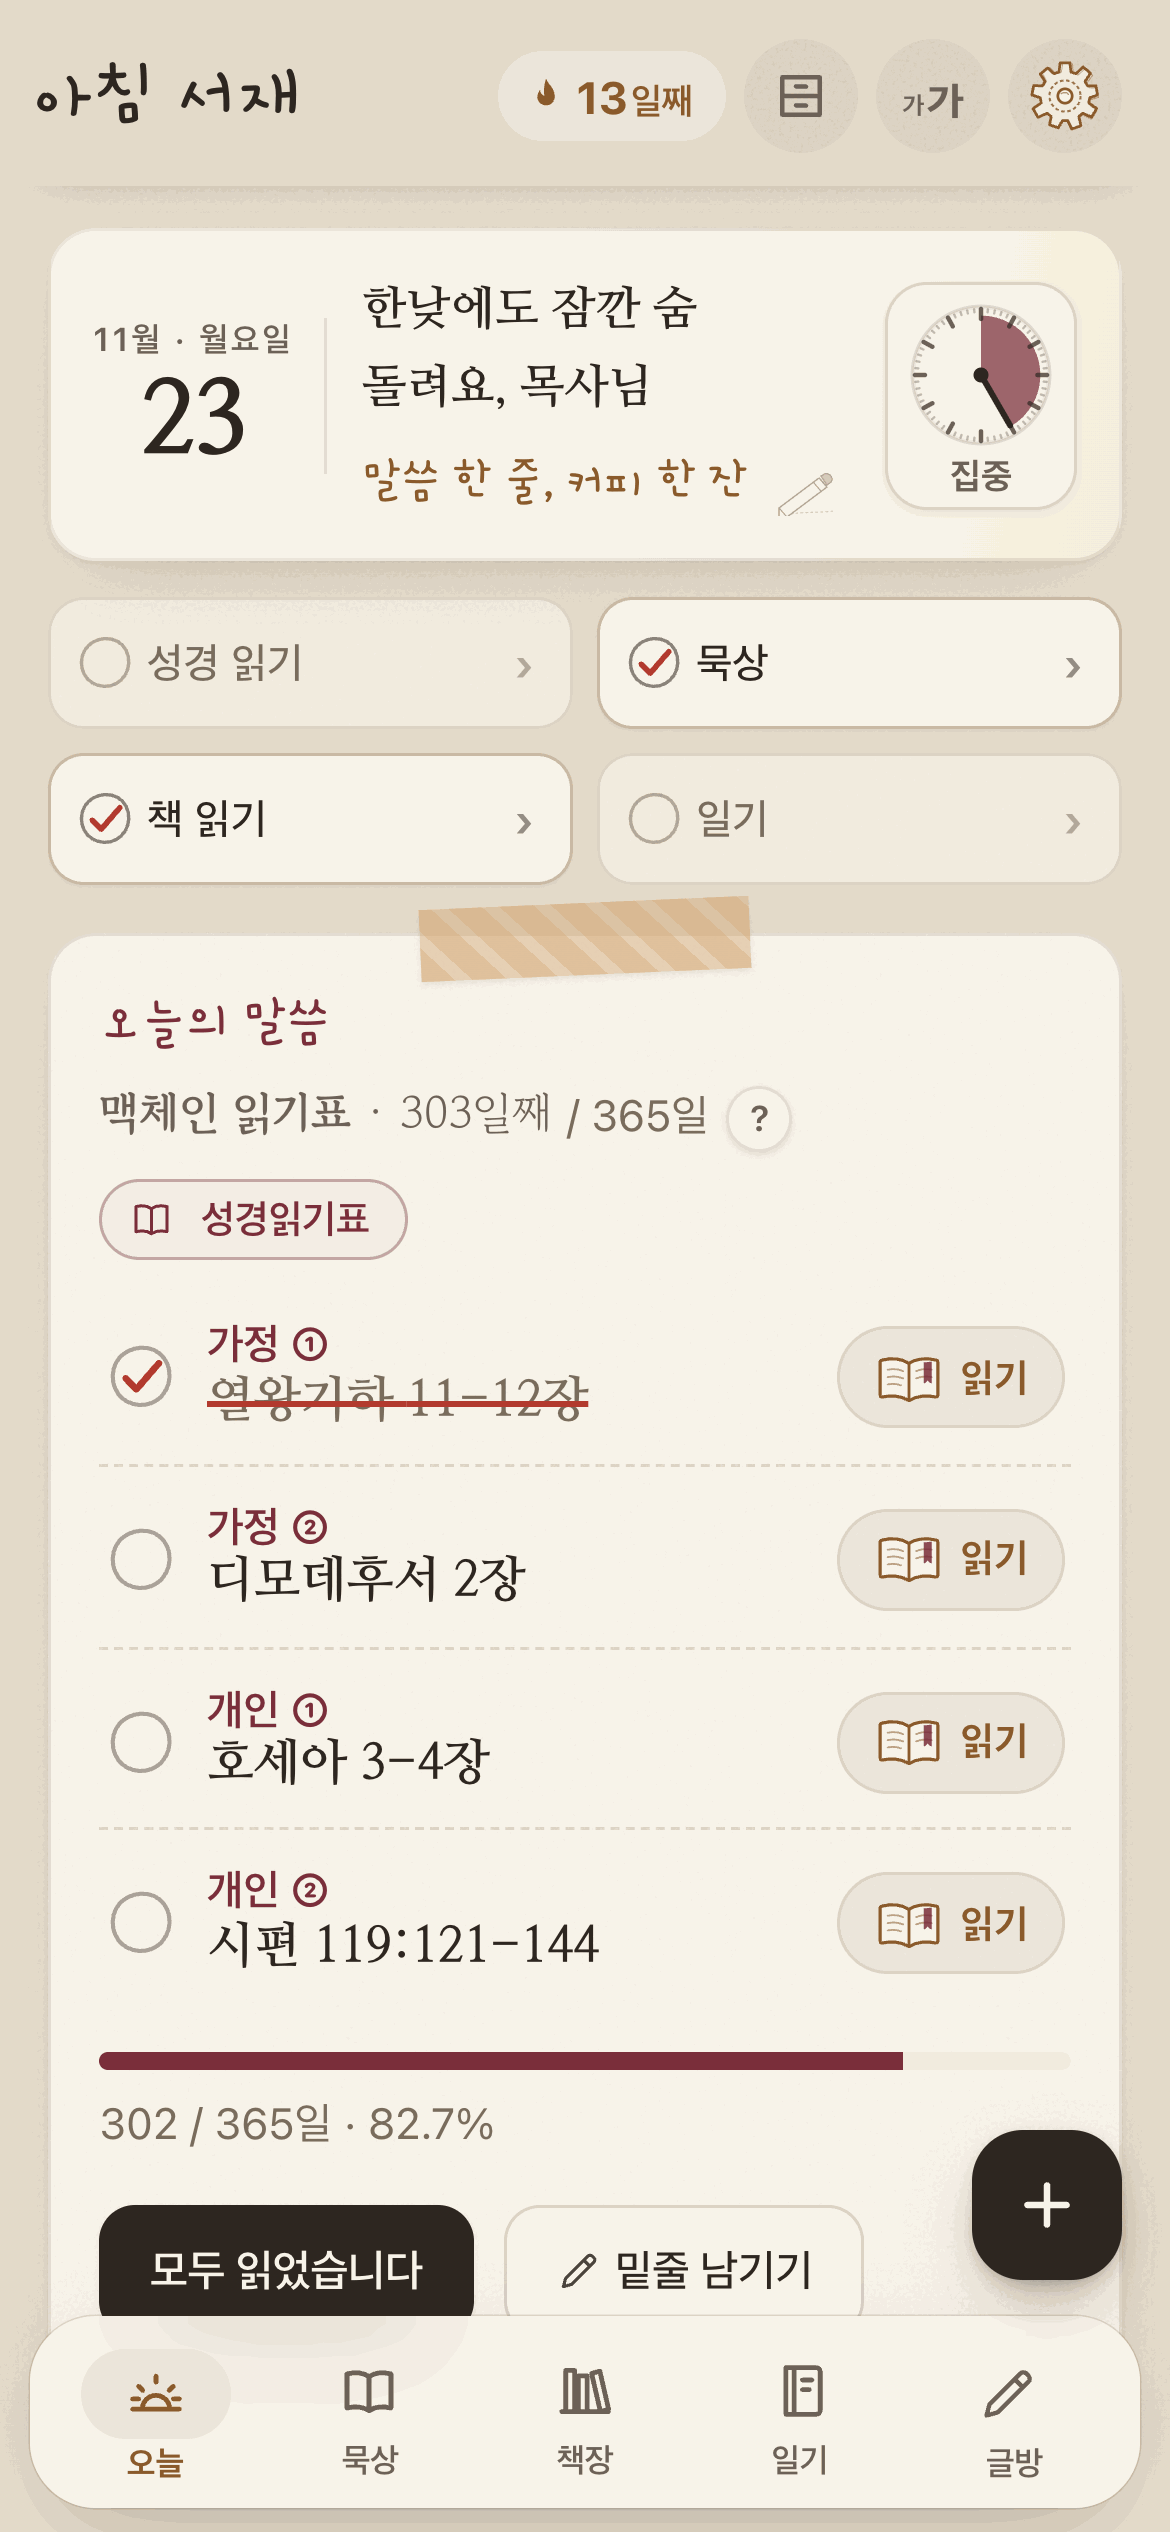 아침 서재
13일째
가가
11월 · 월요일
23
한낮에도 잠깐 숨
돌려요, 목사님
말씀 한 줄, 커피 한 잔
집중
성경 읽기 ›
묵상 ›
책 읽기 ›
일기 ›
오늘의 말씀
맥체인 읽기표 · 303일째 / 365일 ?
성경읽기표
가정 ①
열왕기하 11–12장
읽기
가정 ②
디모데후서 2장
읽기
개인 ①
호세아 3–4장
읽기
개인 ②
시편 119:121–144
읽기
302 / 365일 · 82.7%
모두 읽었습니다
밑줄 남기기
+
오늘
묵상
책장
일기
글방